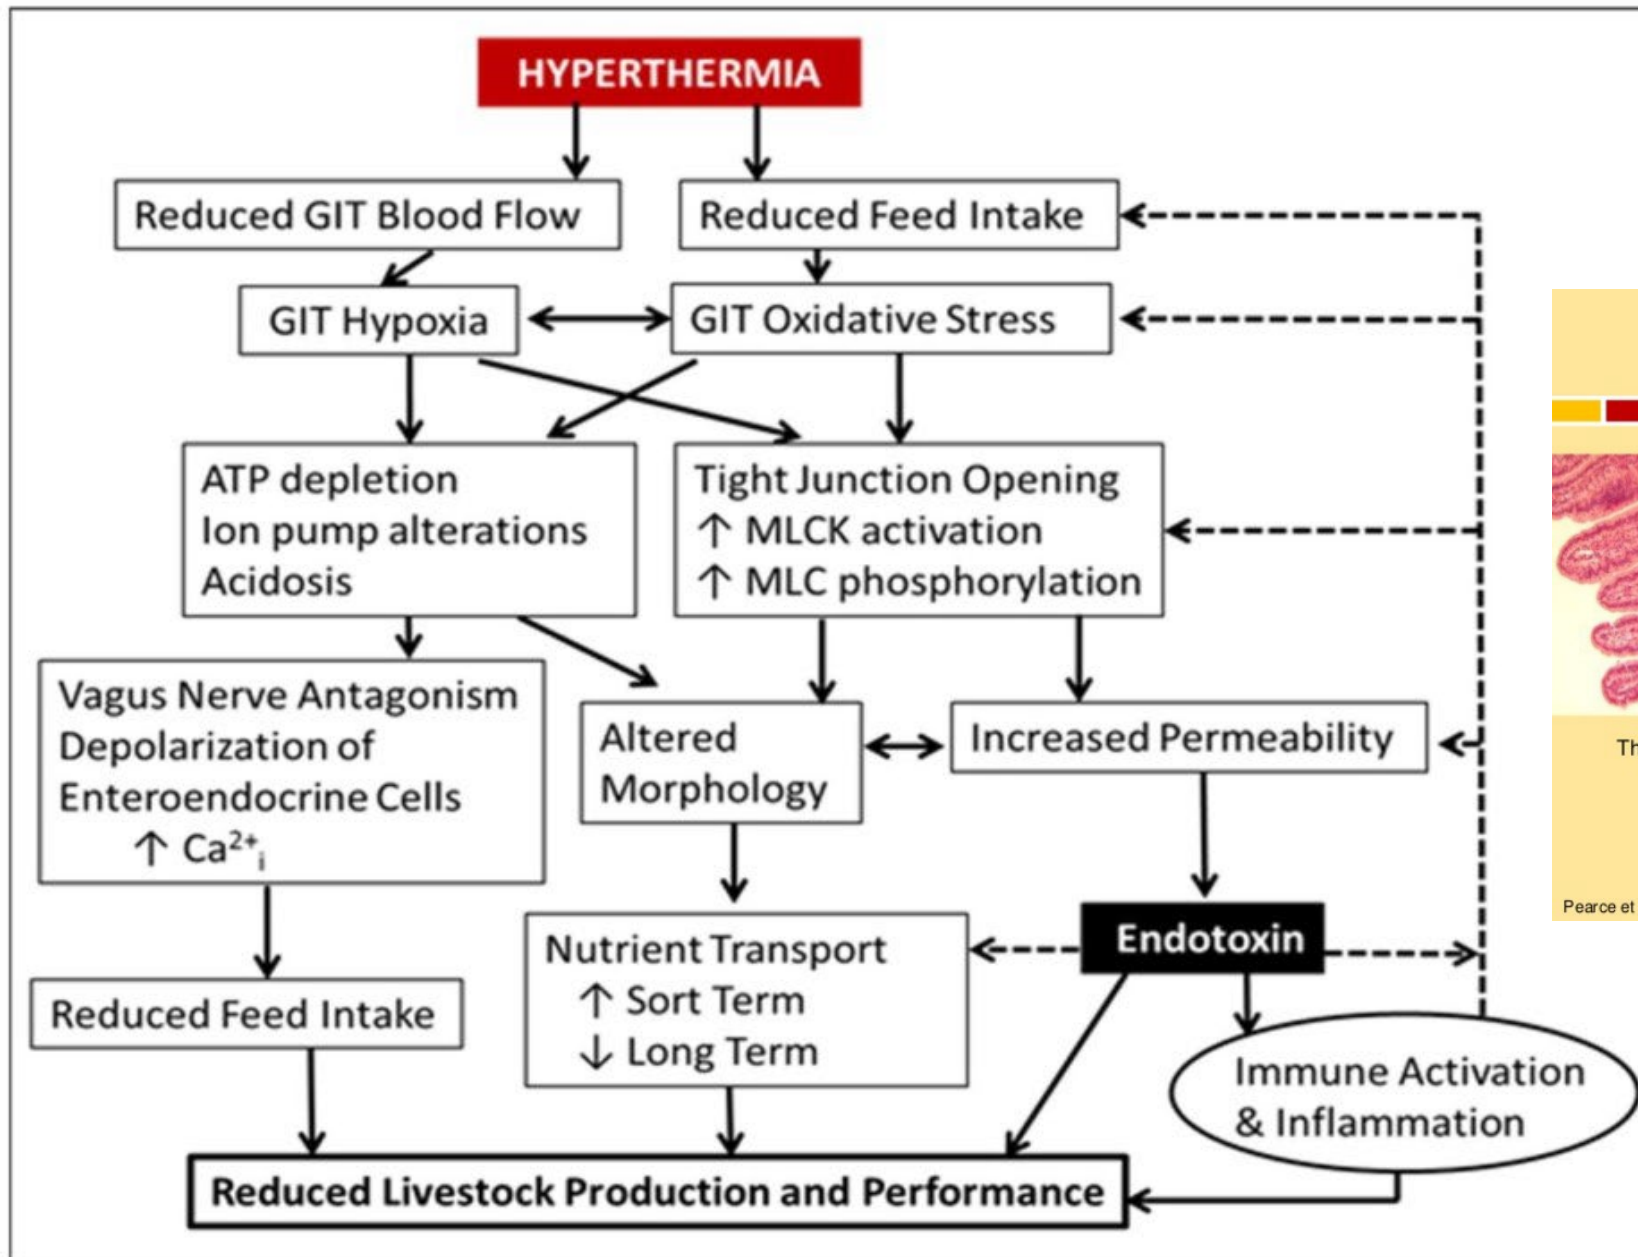 HYPERTHERMIA
Reduced GIT Blood Flow
Reduced Feed Intake
GIT Hypoxia
GIT Oxidative Stress
ATP depletion
Ion pump alterations
Acidosis
Tight Junction Opening
↑ MLCK activation
↑ MLC phosphorylation
Vagus Nerve Antagonism
Depolarization of
Enteroendocrine Cells
↑ Ca²⁺ᵢ
Altered
Morphology
Increased Permeability
Nutrient Transport
↑ Sort Term
↓ Long Term
Endotoxin
Reduced Feed Intake
Immune Activation
& Inflammation
Reduced Livestock Production and Performance
Th
Pearce et